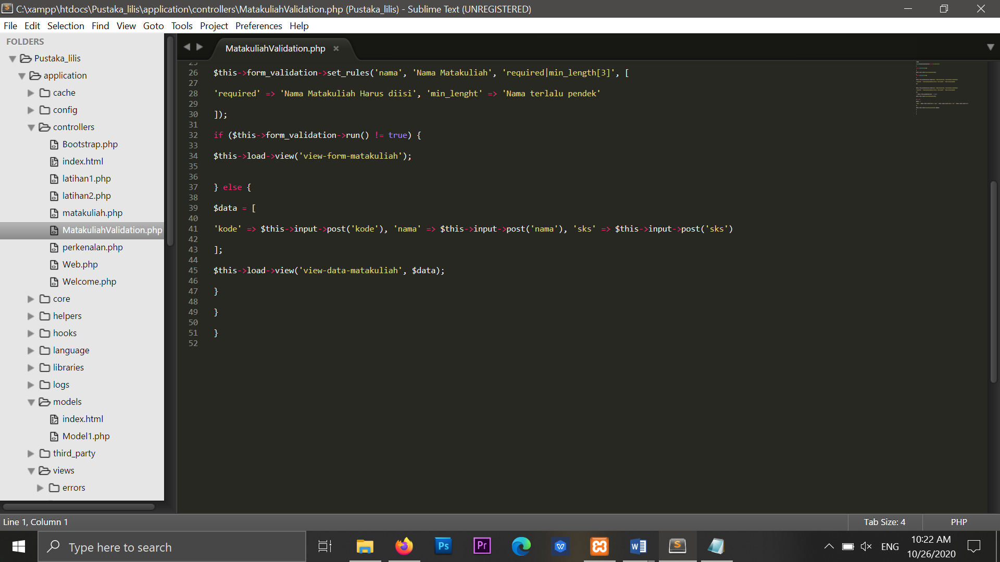 C:\xampp\htdocs\Pustaka_lilis\application\controllers\MatakuliahValidation.php (Pustaka_lilis) - Sublime Text (UNREGISTERED)
File Edit Selection Find View Goto Tools Project Preferences Help
FOLDERS
Pustaka_lilis
application
cache
config
controllers
Bootstrap.php
index.html
latihan1.php
latihan2.php
matakuliah.php
MatakuliahValidation.php
perkenalan.php
Web.php
Welcome.php
core
helpers
hooks
language
libraries
logs
models
index.html
Model1.php
third_party
views
errors
MatakuliahValidation.php
25
26 $this->form_validation->set_rules('nama', 'Nama Matakuliah', 'required|min_length[3]', [
27
28 'required' => 'Nama Matakuliah Harus diisi', 'min_lenght' => 'Nama terlalu pendek'
29
30 ]);
31
32 if ($this->form_validation->run() != true) {
33
34 $this->load->view('view-form-matakuliah');
35
36
37 } else {
38
39 $data = [
40
41 'kode' => $this->input->post('kode'), 'nama' => $this->input->post('nama'), 'sks' => $this->input->post('sks')
42
43 ];
44
45 $this->load->view('view-data-matakuliah', $data);
46
47 }
48
49 }
50
51 }
52
Line 1, Column 1
Tab Size: 4
PHP
Type here to search
Ps
Pr
W
S
ENG
10:22 AM
10/26/2020